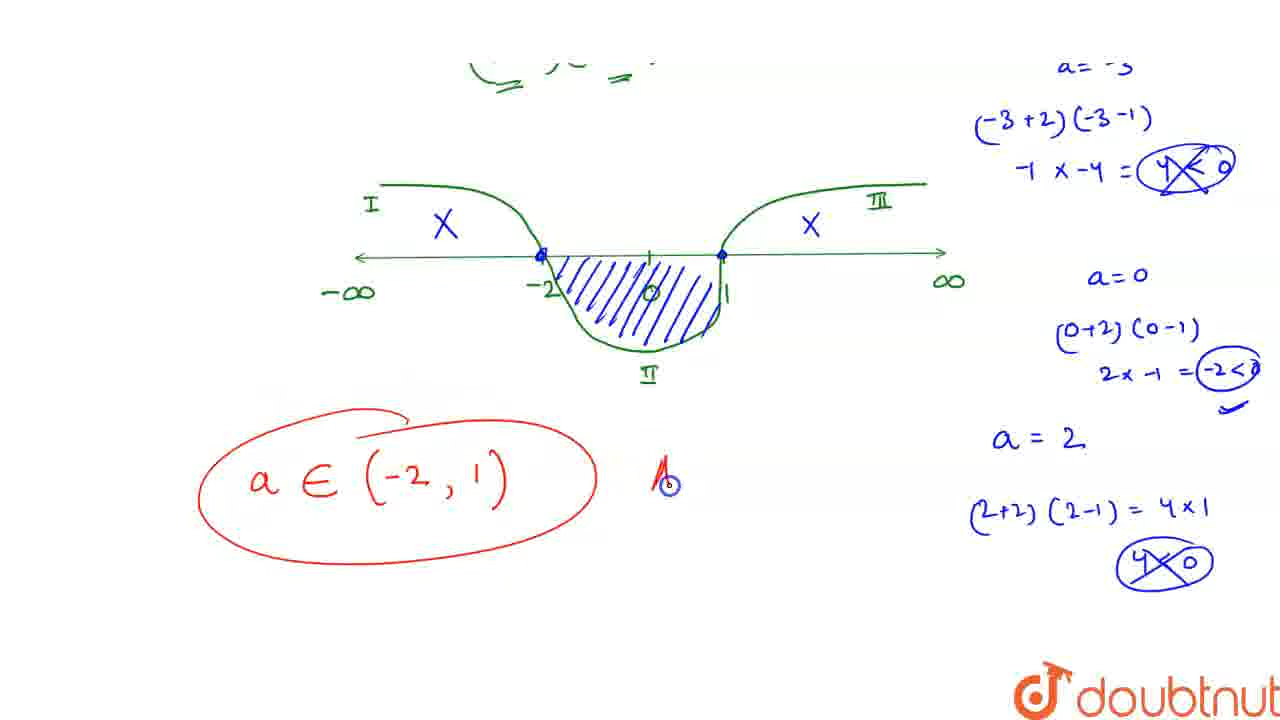 a = -3
(-3+2) (-3-1)
-1 x -4 = 4 < 0
I
III
X
X
-∞
-2
0
1
∞
II
a = 0
(0+2) (0-1)
2 x -1 = -2 < 0
a = 2
(2+2) (2-1) = 4 x 1
4 < 0
a ∈ (-2, 1)
doubtnut